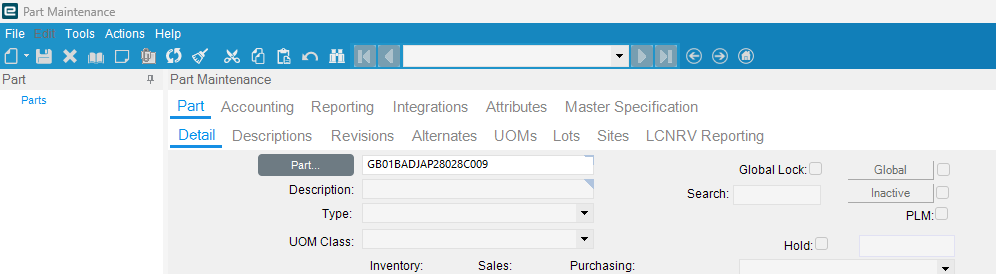 Part Maintenance
File Edit Tools Actions Help
Part
Parts
Part Maintenance
Part Accounting Reporting Integrations Attributes Master Specification
Detail Descriptions Revisions Alternates UOMs Lots Sites LCNRV Reporting
Part... GB01BADJAP28028C009 Global Lock: Global
Description: Search: Inactive
Type: PLM:
UOM Class: Hold:
Inventory: Sales: Purchasing: